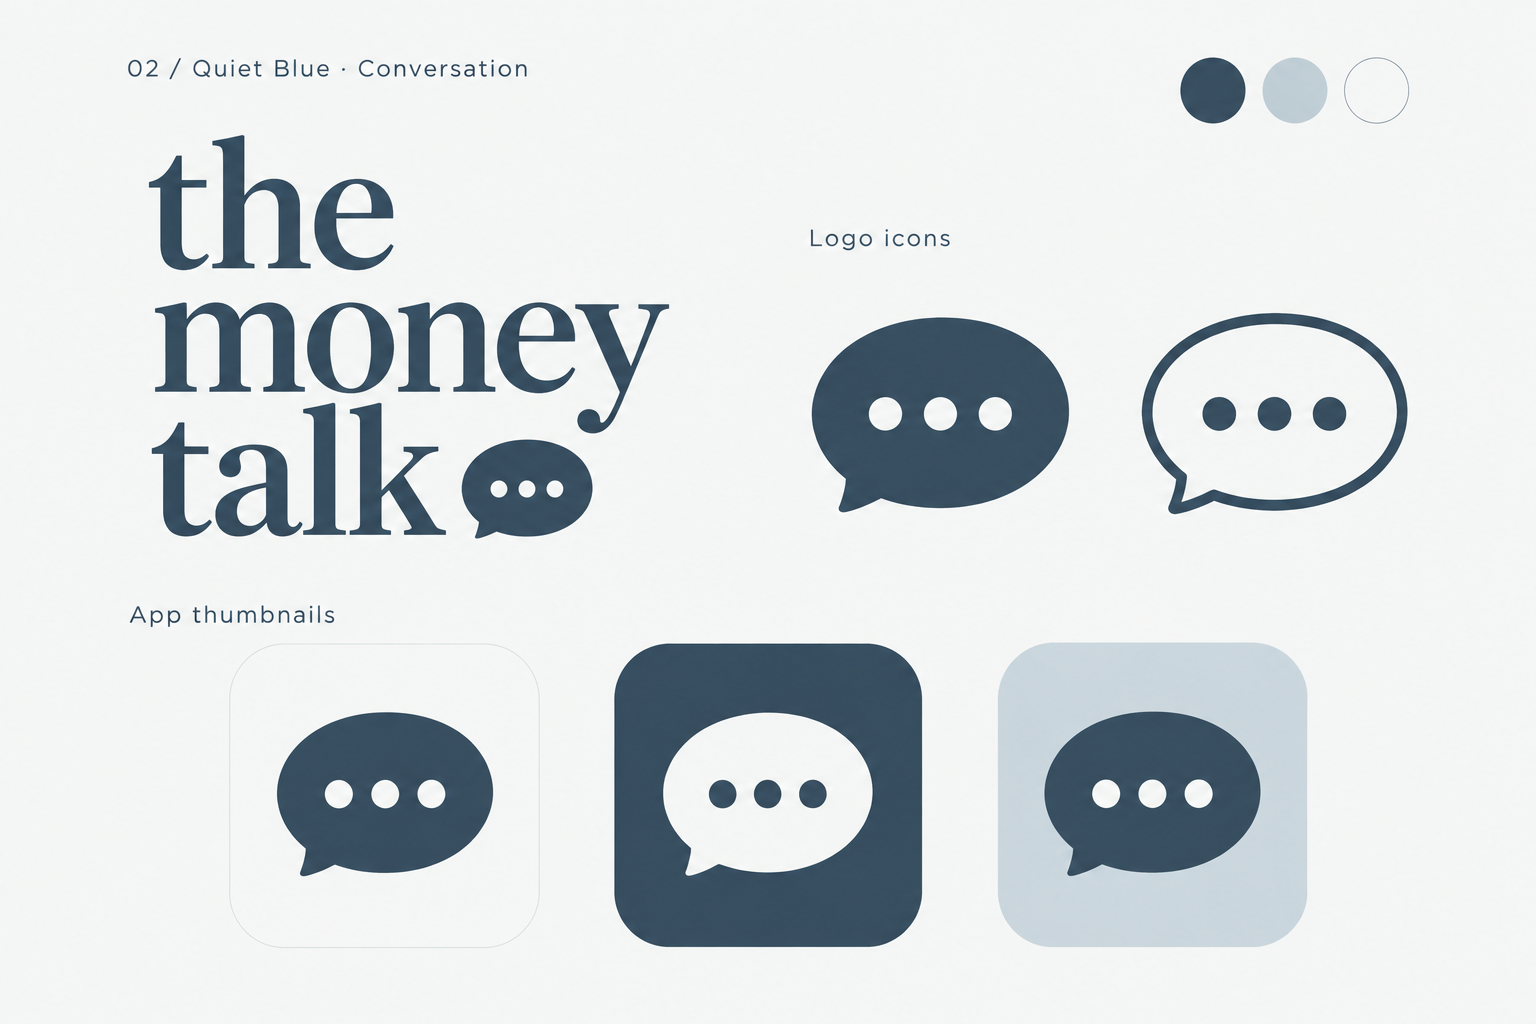 02 / Quiet Blue · Conversation
the
money
talk
Logo icons
App thumbnails